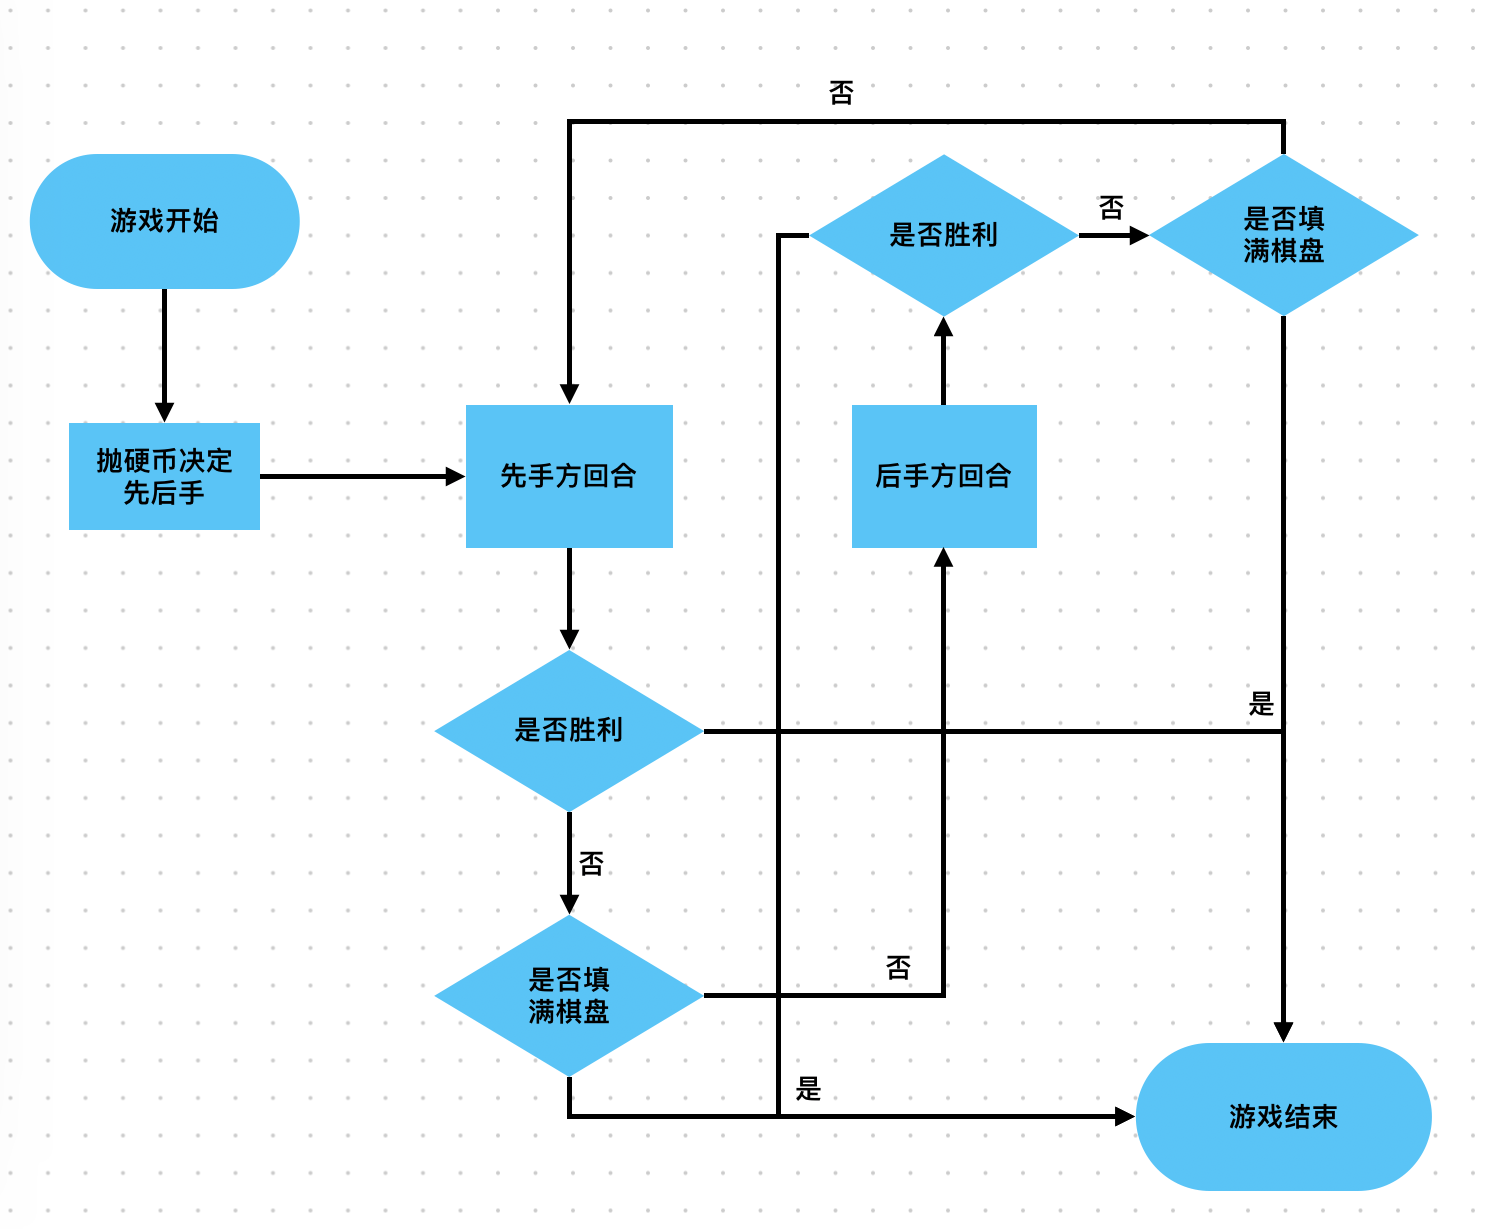 否
游戏开始
是否胜利
否
是否填
满棋盘
抛硬币决定
先后手
先手方回合
后手方回合
是否胜利
是
否
是否填
满棋盘
否
是
游戏结束